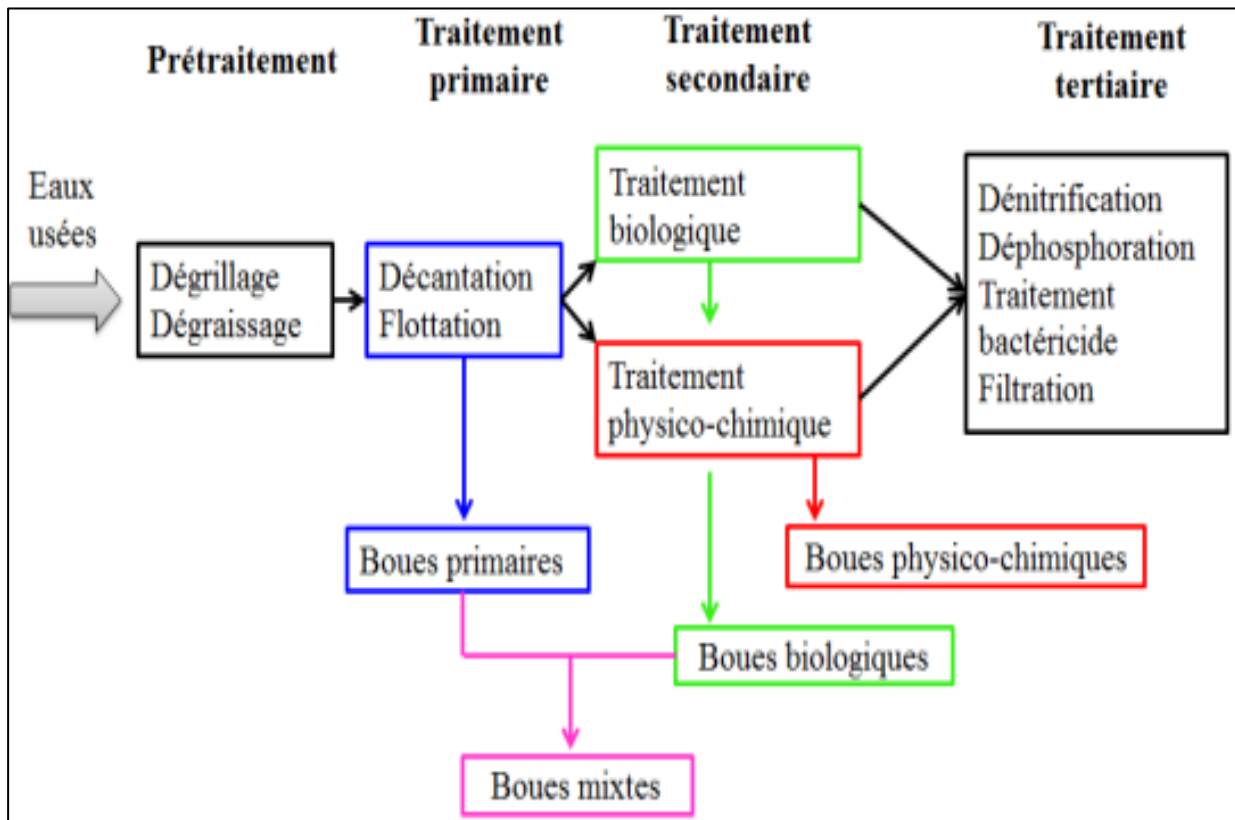 Prétraitement
Traitement
primaire
Traitement
secondaire
Traitement
tertiaire
Eaux
usées
Dégrillage
Dégraissage
Décantation
Flottation
Traitement
biologique
Traitement
physico-chimique
Dénitrification
Déphosphoration
Traitement
bactéricide
Filtration
Boues primaires
Boues physico-chimiques
Boues biologiques
Boues mixtes